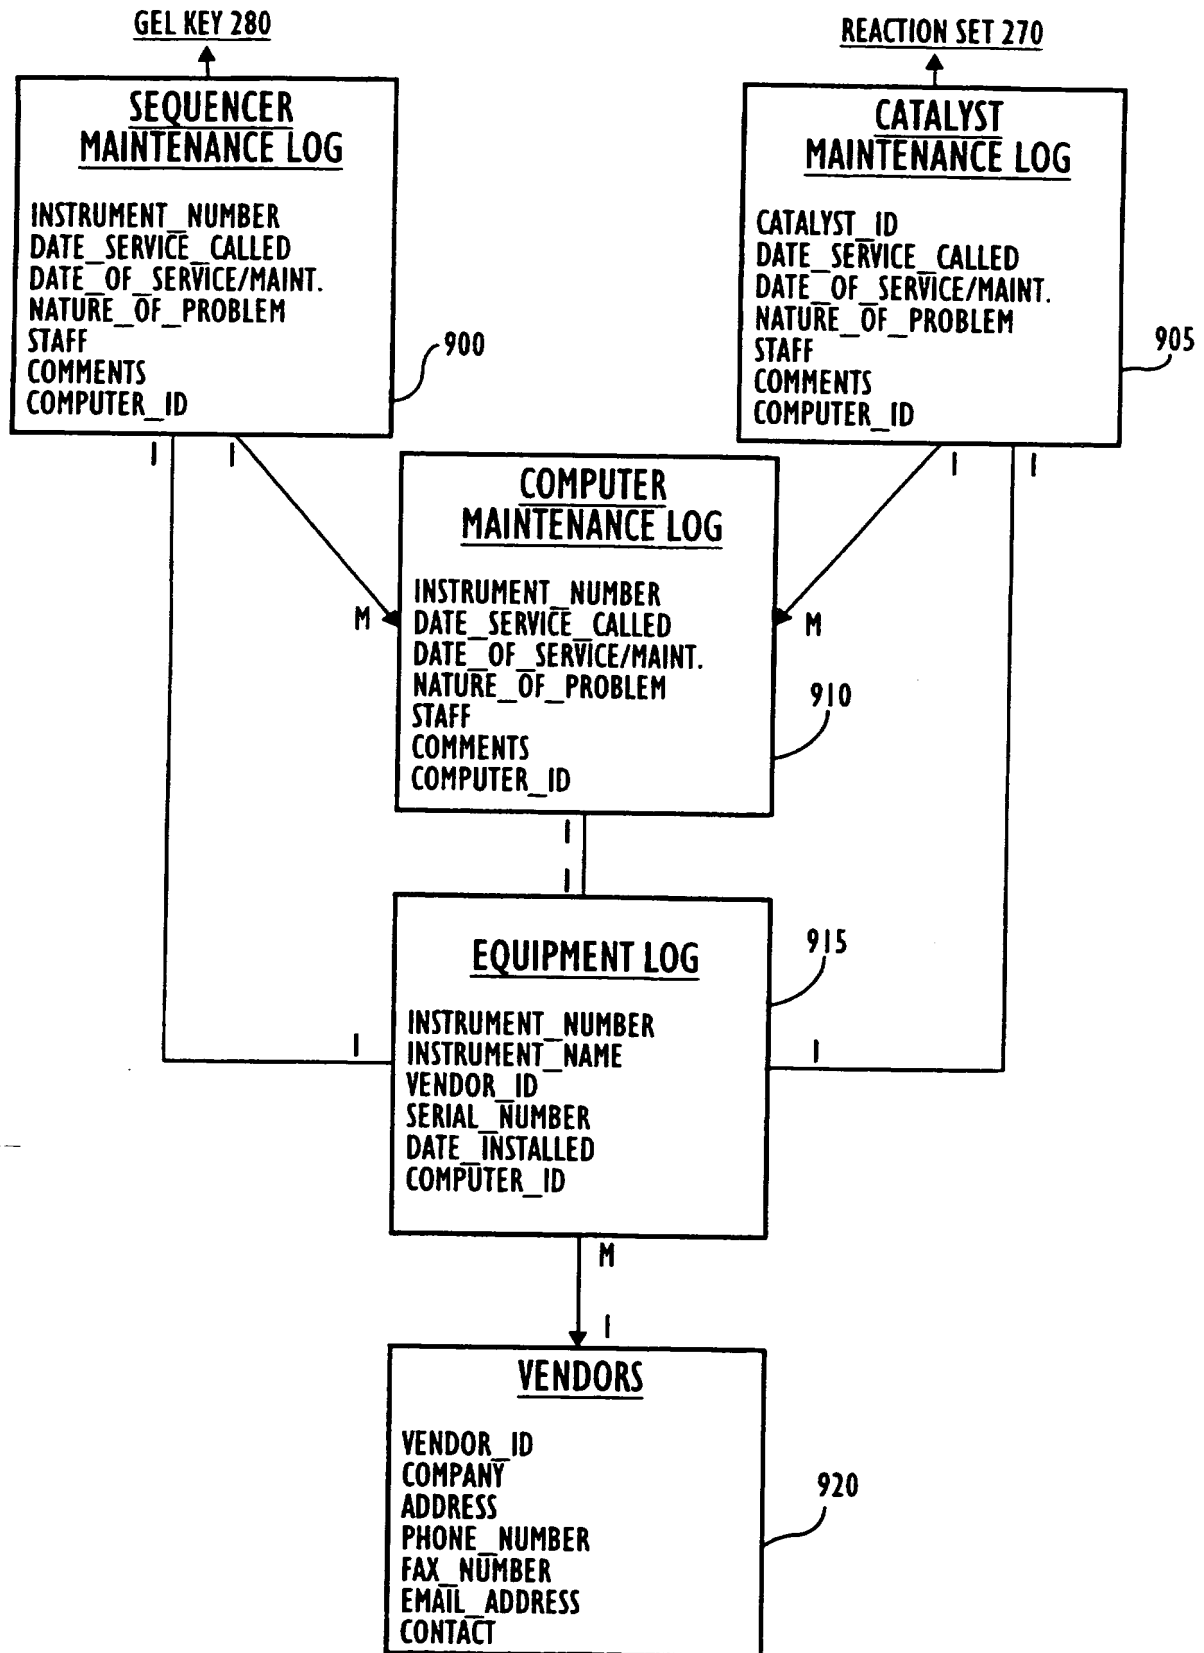 GEL KEY 280
REACTION SET 270
SEQUENCER
MAINTENANCE LOG
INSTRUMENT_NUMBER
DATE_SERVICE_CALLED
DATE_OF_SERVICE/MAINT.
NATURE_OF_PROBLEM
STAFF
COMMENTS
COMPUTER_ID
900
CATALYST
MAINTENANCE LOG
CATALYST_ID
DATE_SERVICE_CALLED
DATE_OF_SERVICE/MAINT.
NATURE_OF_PROBLEM
STAFF
COMMENTS
COMPUTER_ID
905
1 1
1 1
COMPUTER
MAINTENANCE LOG
INSTRUMENT_NUMBER
DATE_SERVICE_CALLED
DATE_OF_SERVICE/MAINT.
NATURE_OF_PROBLEM
STAFF
COMMENTS
COMPUTER_ID
M
M
910
1
1
EQUIPMENT LOG
INSTRUMENT_NUMBER
INSTRUMENT_NAME
VENDOR_ID
SERIAL_NUMBER
DATE_INSTALLED
COMPUTER_ID
915
1
1
M
1
VENDORS
VENDOR_ID
COMPANY
ADDRESS
PHONE_NUMBER
FAX_NUMBER
EMAIL_ADDRESS
CONTACT
920